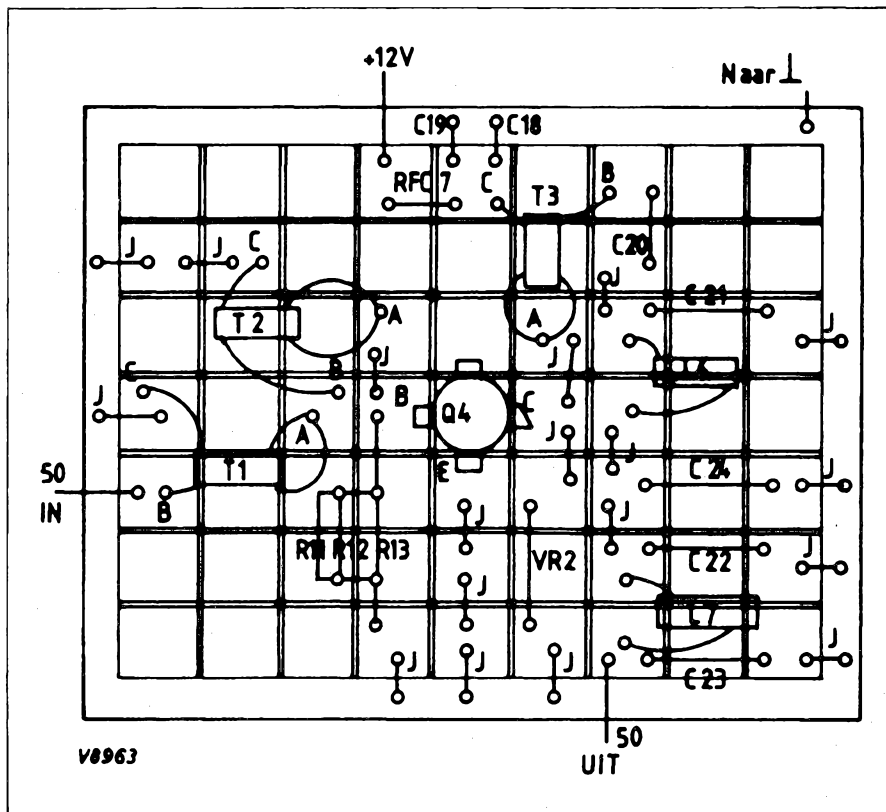 +12V
Naar ⊥
C19 C18
RFC 7 C T3 B
J J C C20
J
T2 A A C21
J J
J
B L6
C B Q4 C
J A J
J
50 T1 E C24 J
IN B
J J
R11 R12 R13 VR2 C22 J
J L7
J J J J
C23
50
UIT
V8963